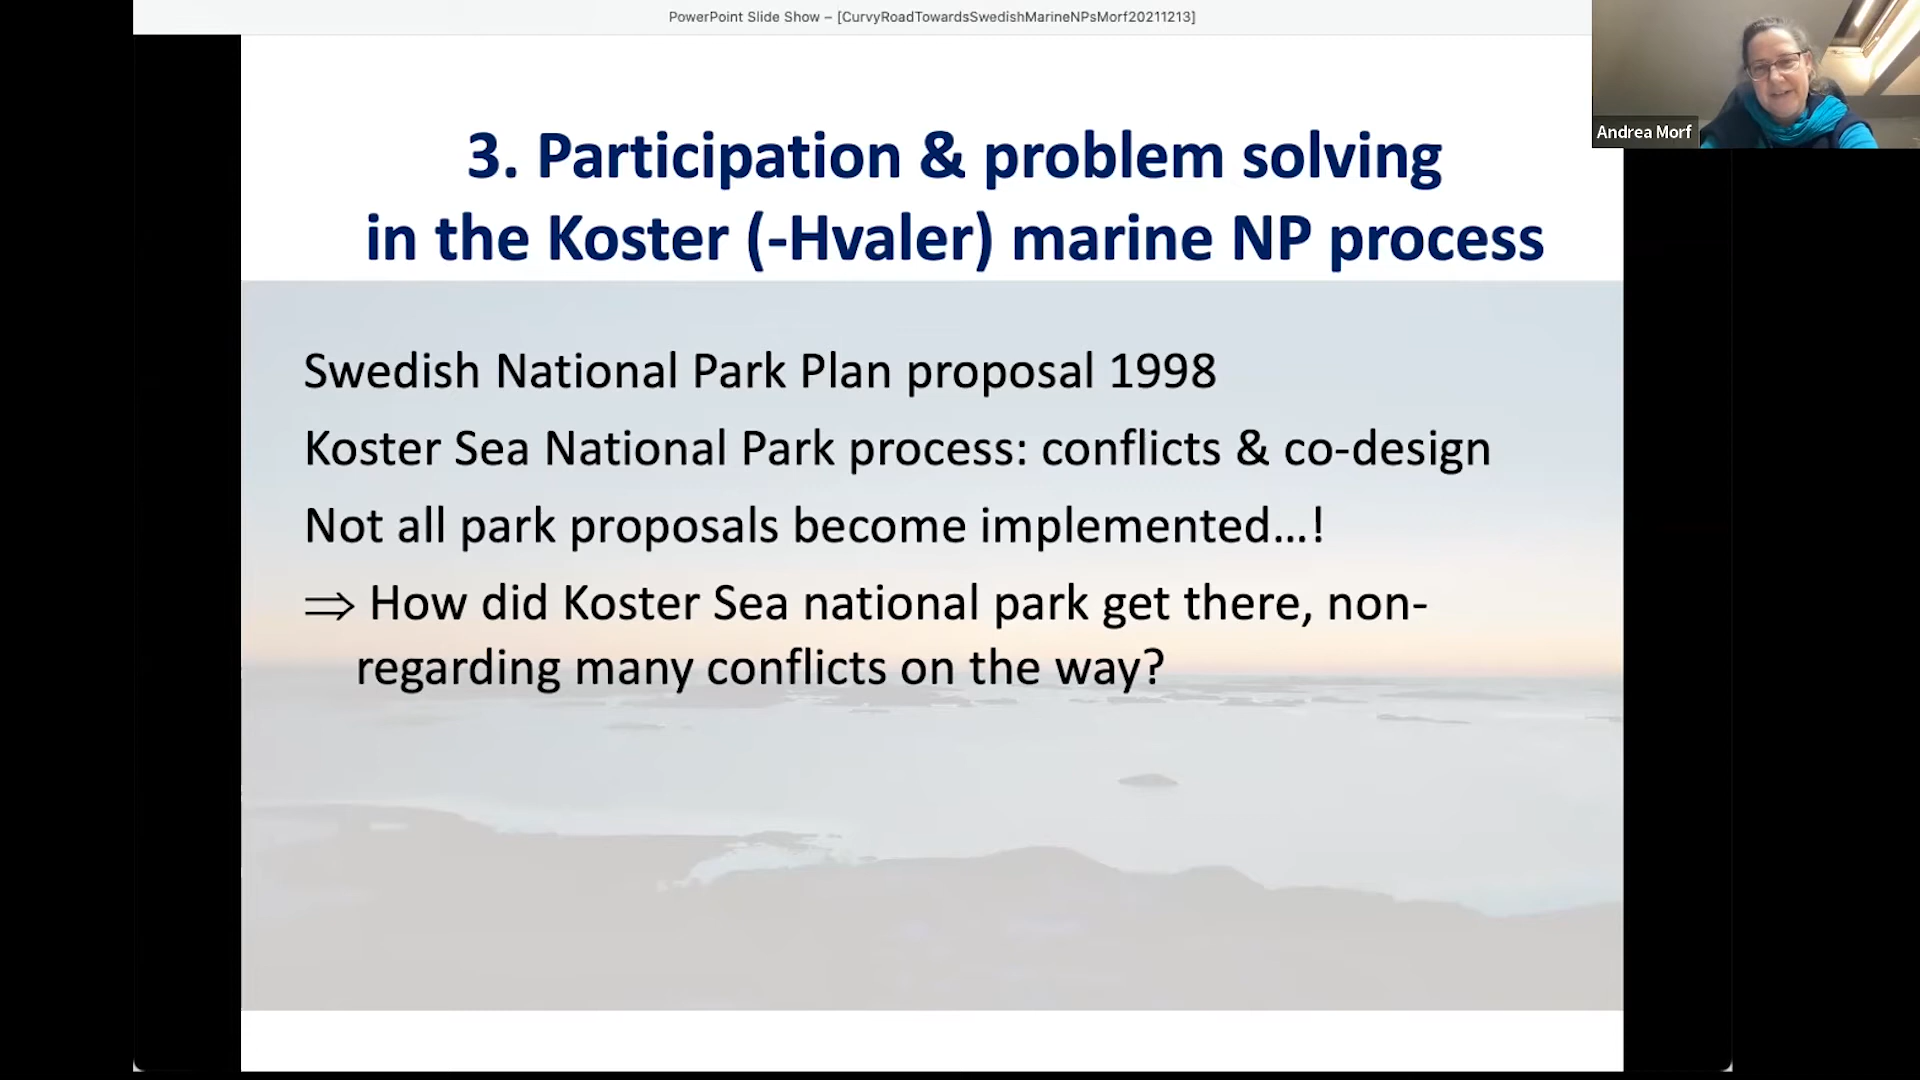 PowerPoint Slide Show – [CurvyRoadTowardsSwedishMarineNPsMorf20211213]
Andrea Morf
3. Participation & problem solving
in the Koster (-Hvaler) marine NP process
Swedish National Park Plan proposal 1998
Koster Sea National Park process: conflicts & co-design
Not all park proposals become implemented...!
⇒ How did Koster Sea national park get there, non-
regarding many conflicts on the way?